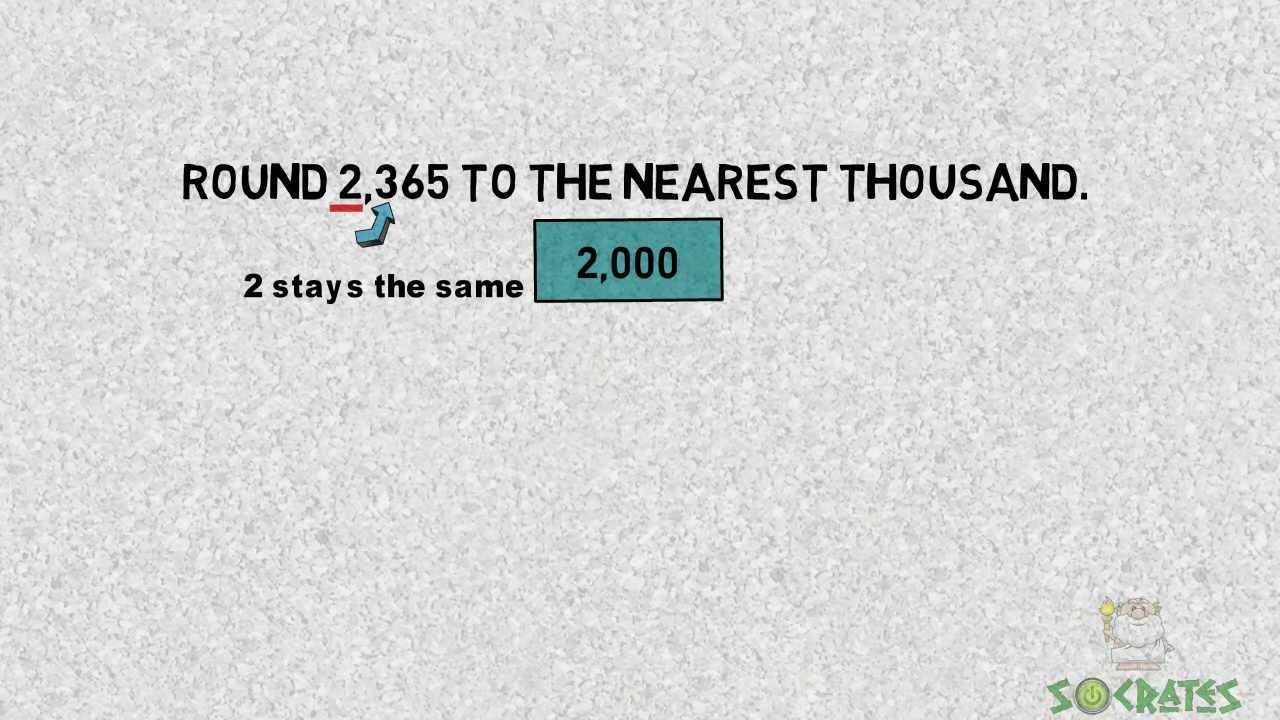 ROUND 2,365 TO THE NEAREST THOUSAND.
2 stays the same
2,000
SOCRATES